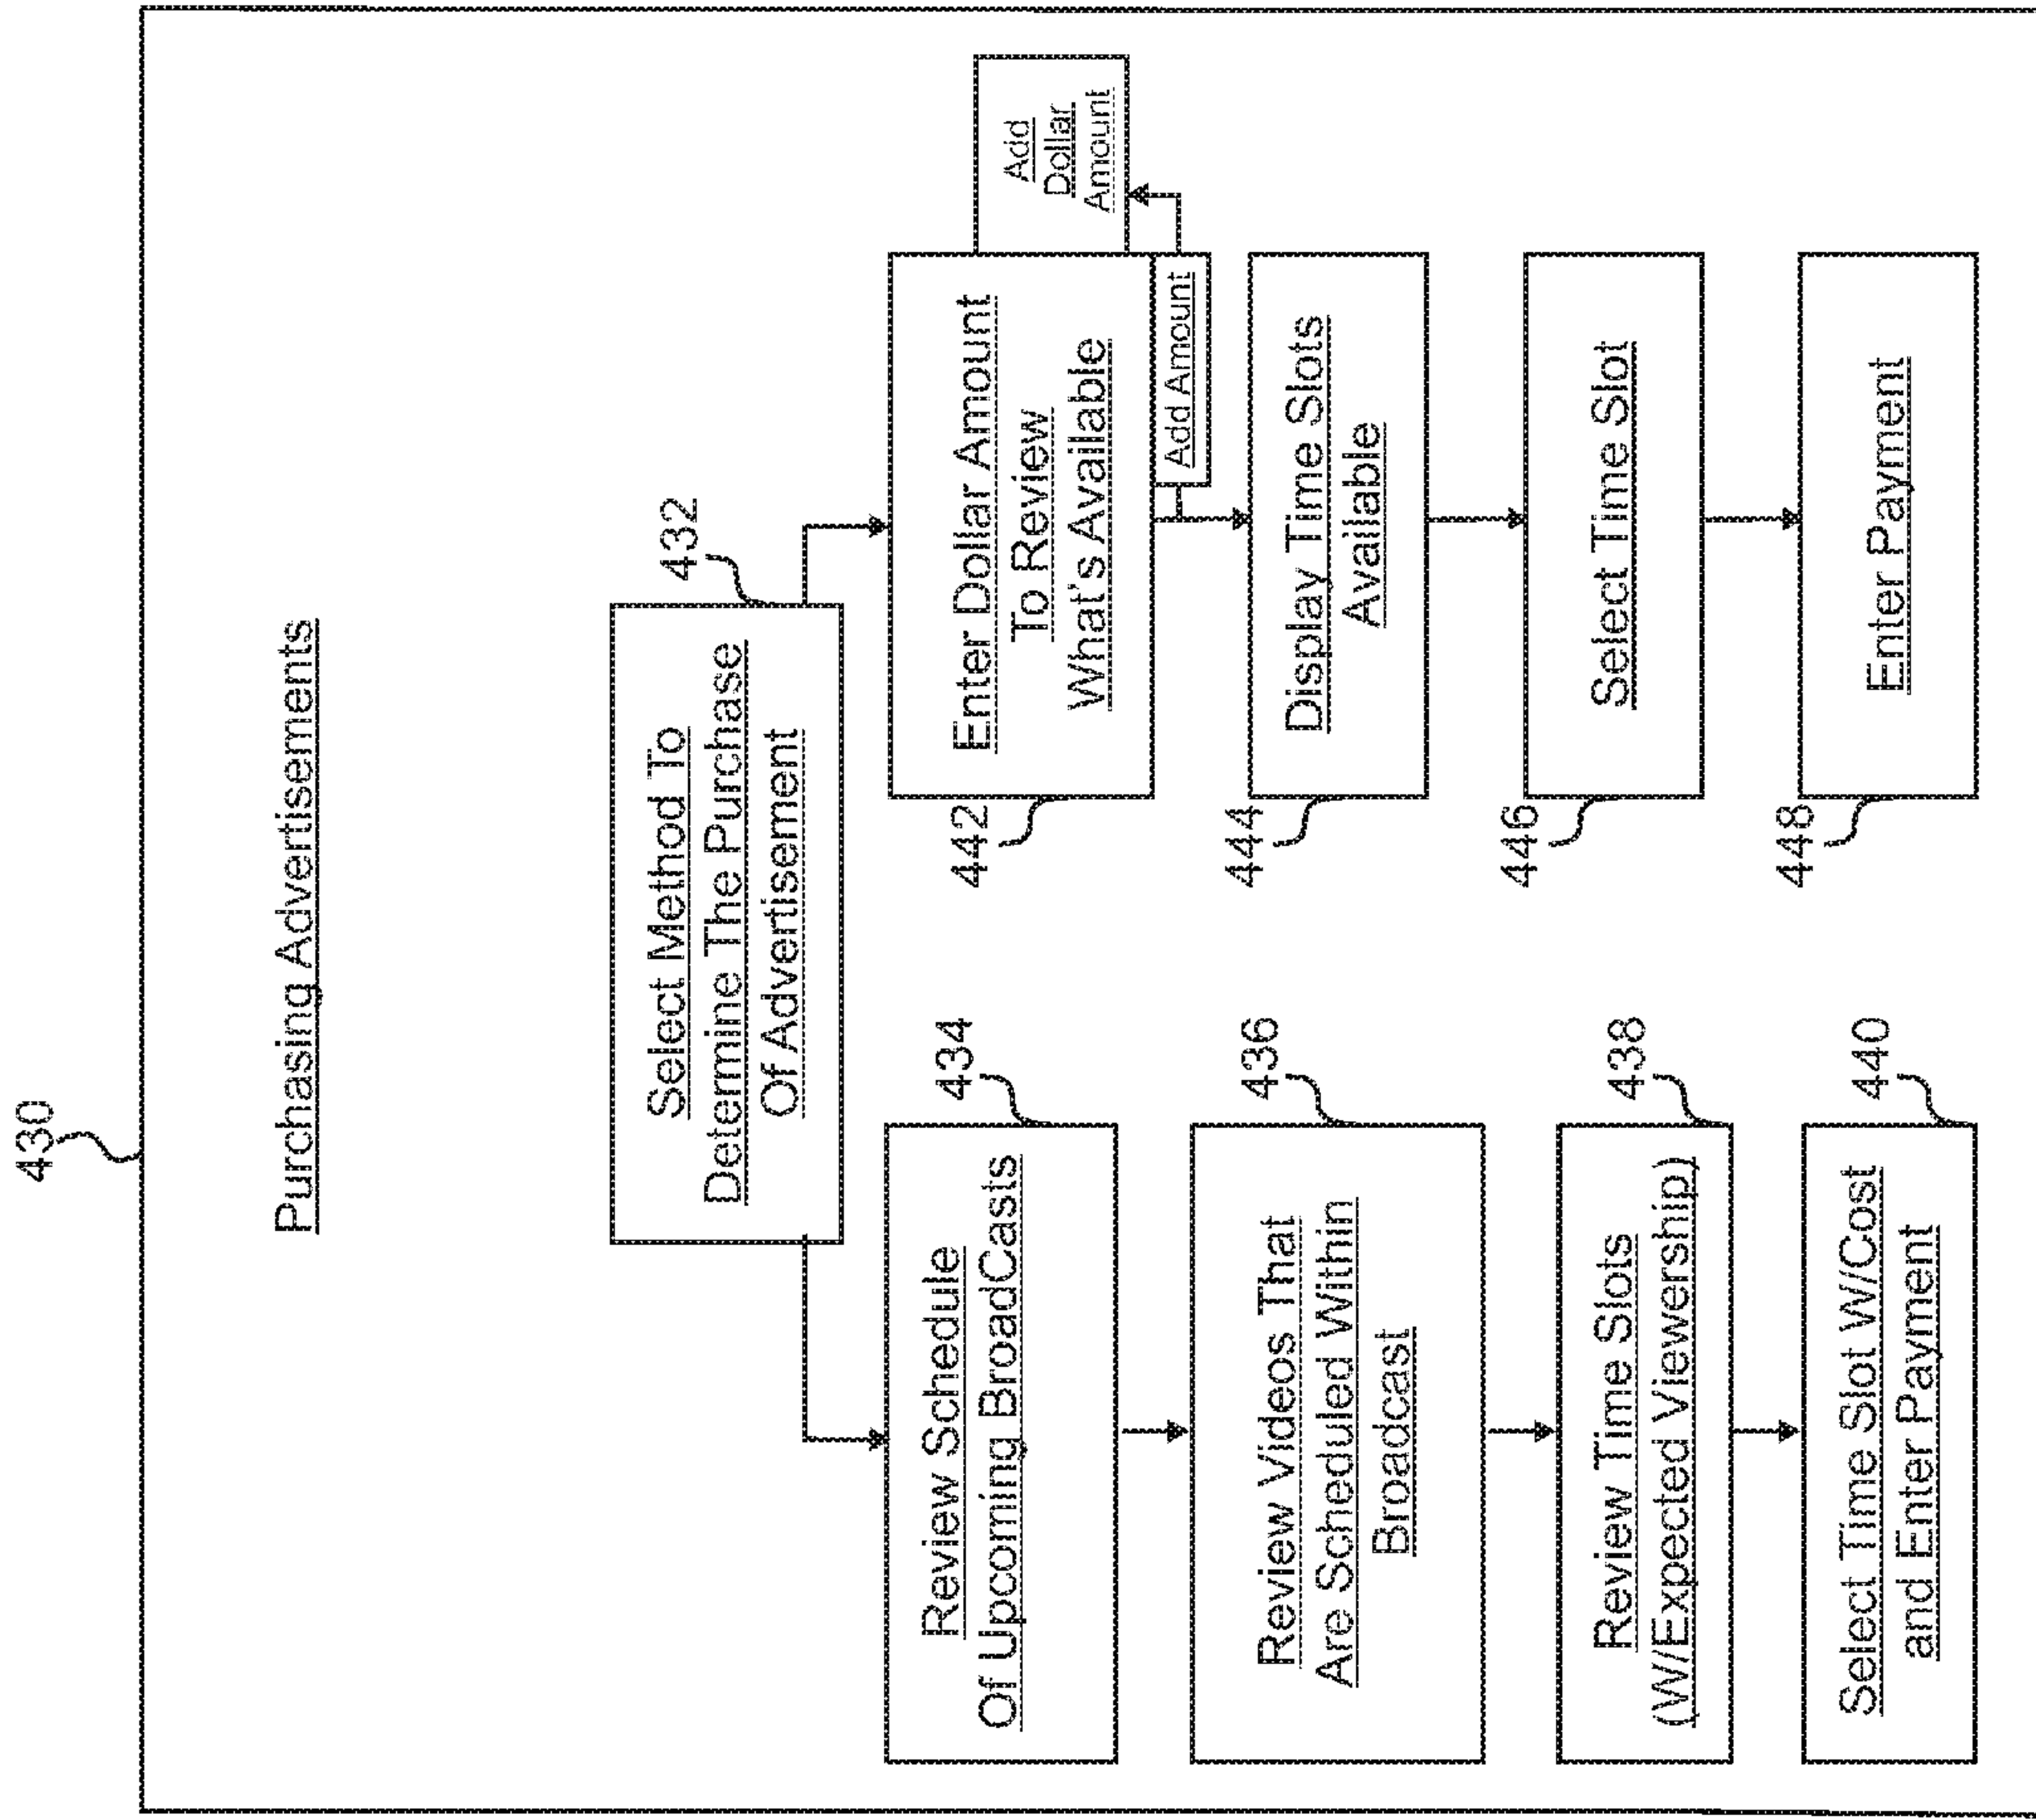 430
Purchasing Advertisements
432
Select Method To
Determine The Purchase
Of Advertisement
434
Review Schedule
Of Upcoming BroadCasts
436
Review Videos That
Are Scheduled Within
Broadcast
438
Review Time Slots
(W/Expected Viewership)
440
Select Time Slot W/Cost
and Enter Payment
442
Enter Dollar Amount
To Review
What's Available
Add Amount
Add
Dollar
Amount
444
Display Time Slots
Available
446
Select Time Slot
448
Enter Payment